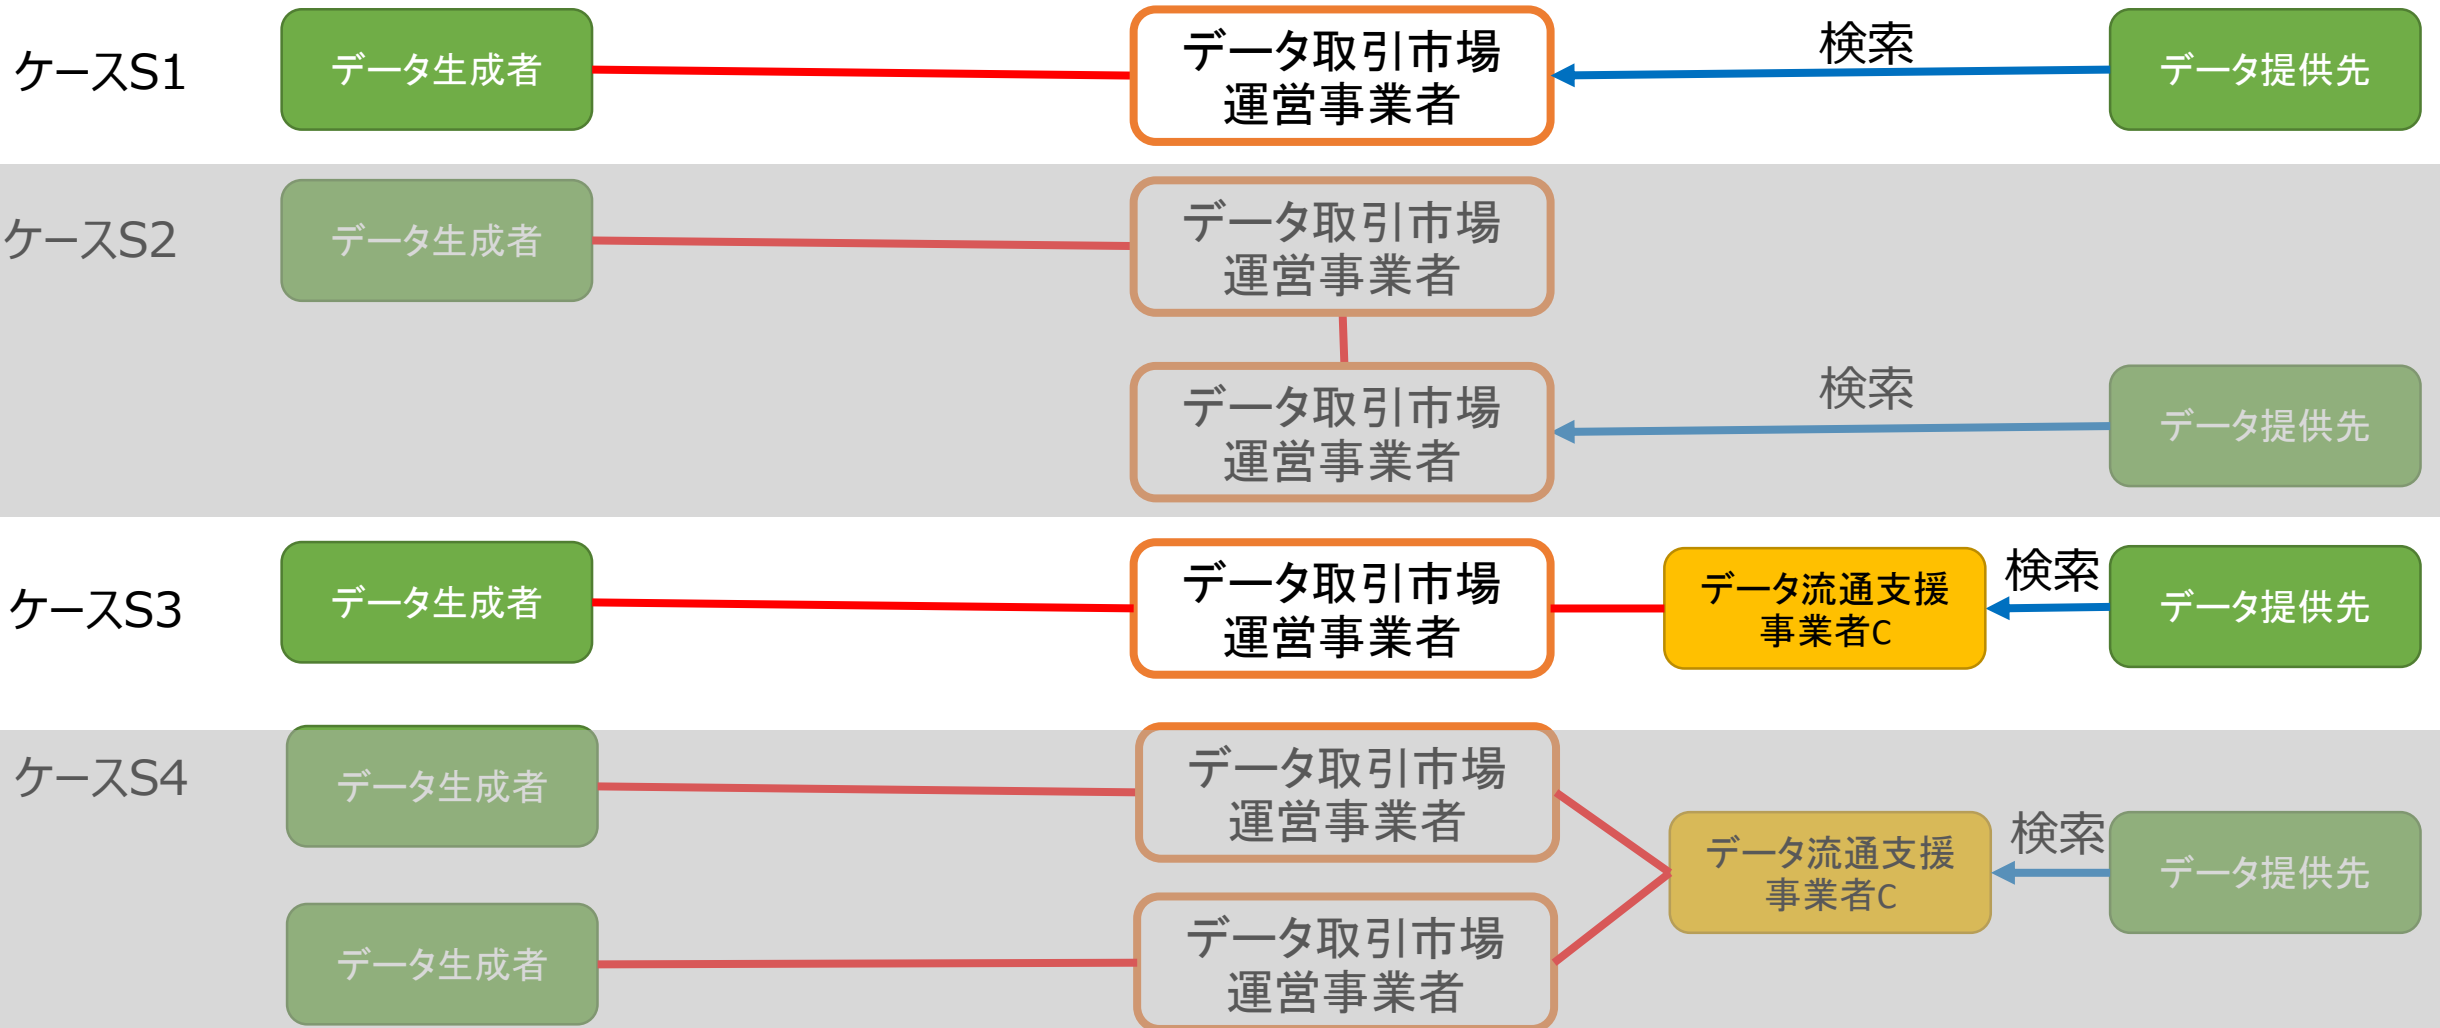 ケースS1
データ生成者
データ取引市場
運営事業者
検索
データ提供先
ケースS2
データ生成者
データ取引市場
運営事業者
データ取引市場
運営事業者
検索
データ提供先
ケースS3
データ生成者
データ取引市場
運営事業者
データ流通支援
事業者C
検索
データ提供先
ケースS4
データ生成者
データ取引市場
運営事業者
データ流通支援
事業者C
検索
データ提供先
データ生成者
データ取引市場
運営事業者